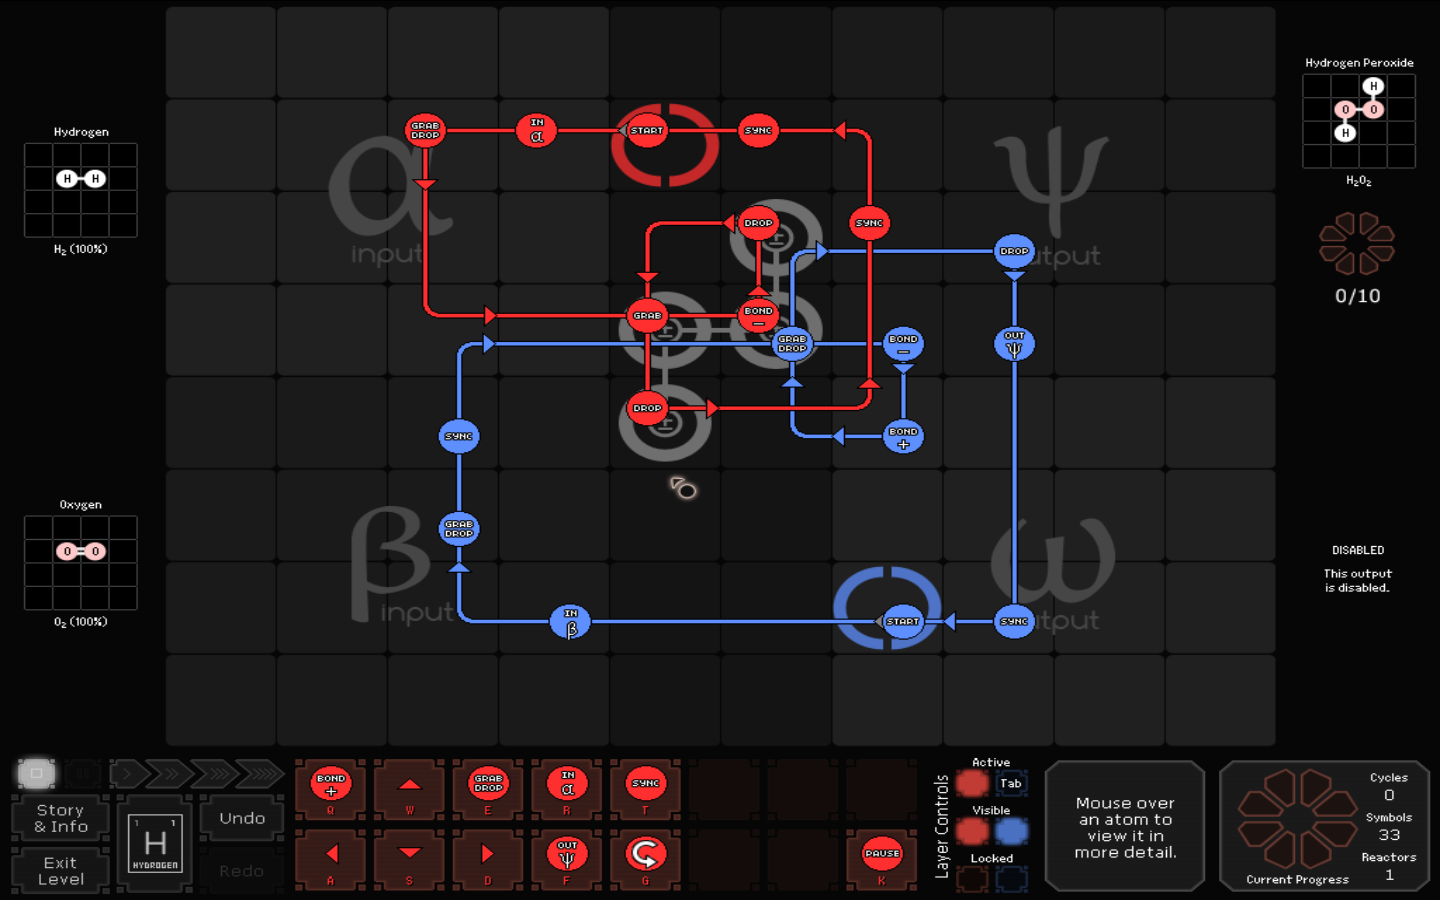 Hydrogen Peroxide
H
O O
H
H₂O₂
0/10
Hydrogen
H H
H₂ (100%)
Oxygen
O O
O₂ (100%)
DISABLED
This output
is disabled.
α
input
β
input
ψ
utput
ω
utput
GRAB
DROP
IN
α
START
SYNC
DROP
SYNC
GRAB
BOND
−
DROP
DROP
GRAB
DROP
BOND
−
OUT
ψ
SYNC
BOND
+
GRAB
DROP
IN
β
START
SYNC
Story
& Info
Exit
Level
1 1
H
HYDROGEN
Undo
Redo
BOND
+
Q
W
GRAB
DROP
E
IN
α
R
SYNC
T
A
S
D
OUT
ψ
F
G
PAUSE
K
Layer Controls
Active
Tab
Visible
Locked
Mouse over
an atom to
view it in
more detail.
Cycles
0
Symbols
33
Reactors
1
Current Progress